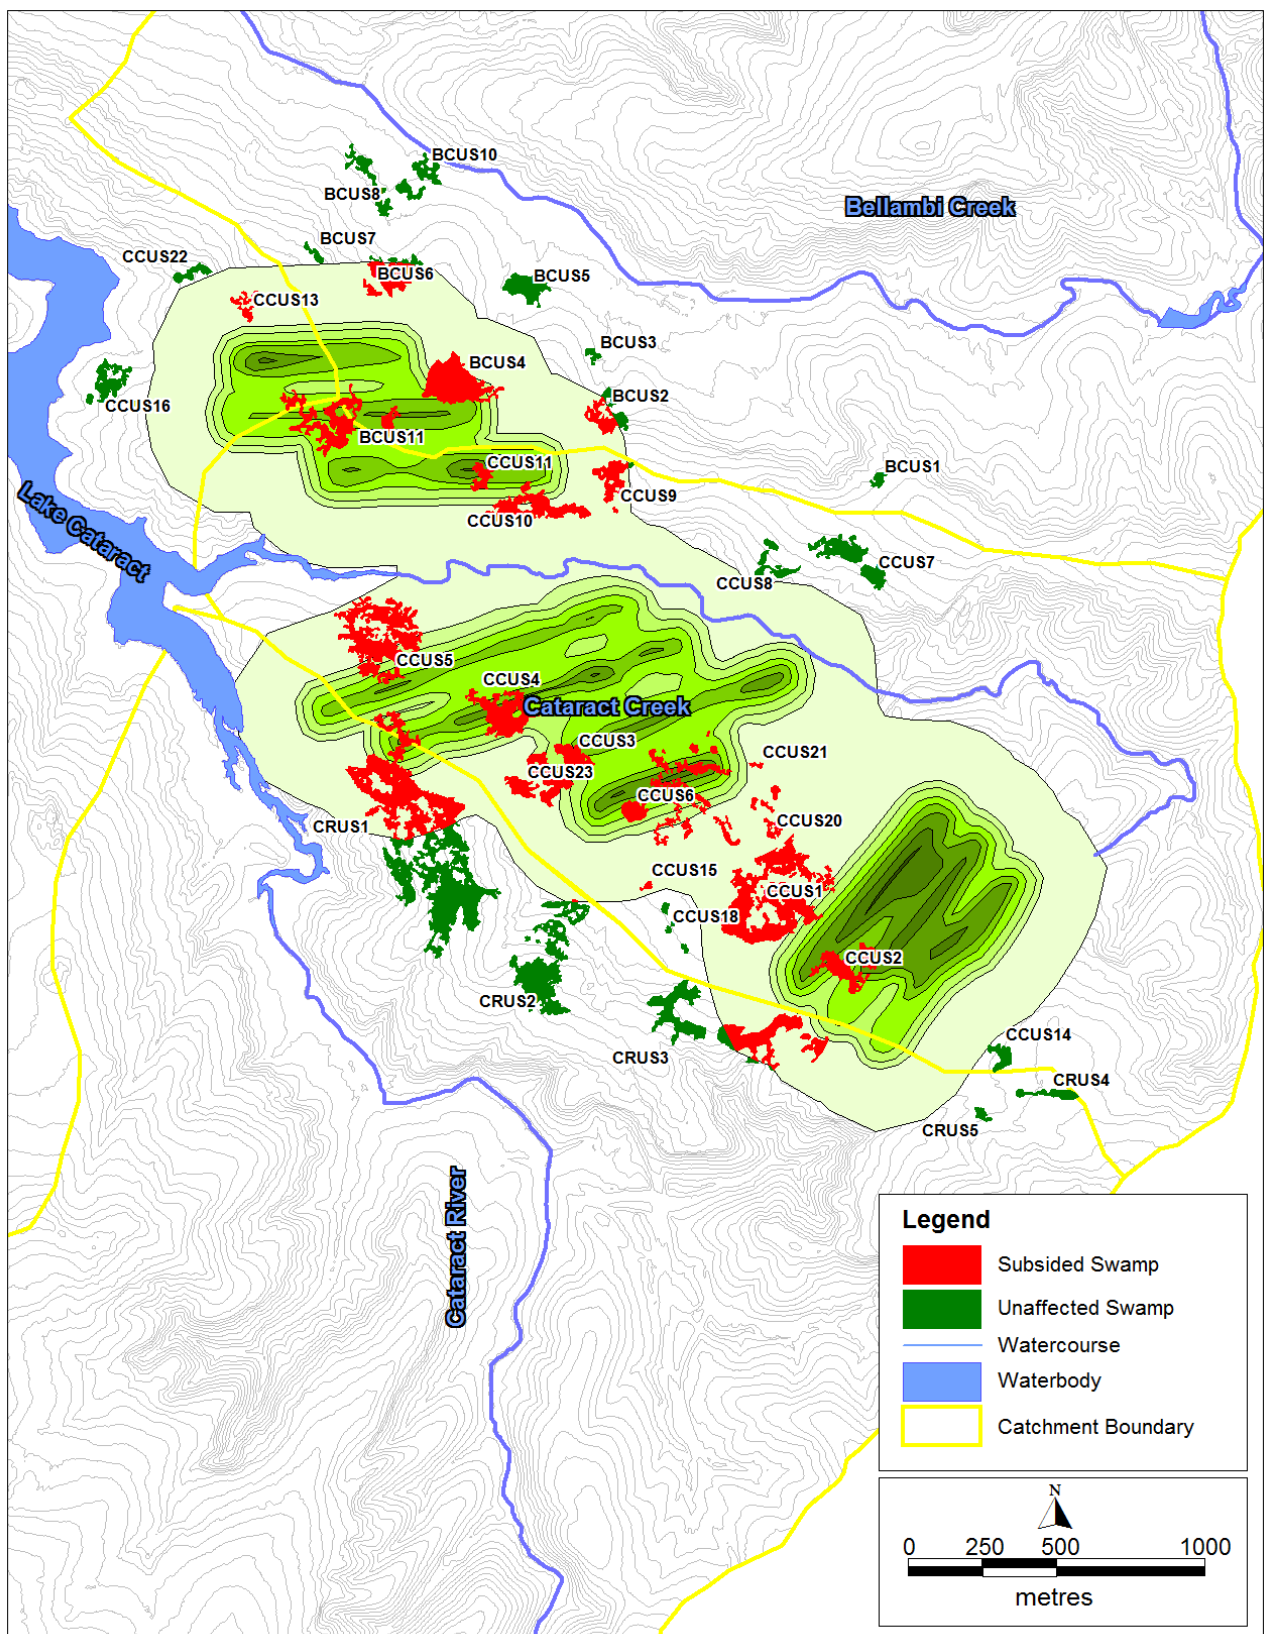 BCUS10
BCUS8
Bellambi Creek
BCUS7
CCUS22
BCUS6
BCUS5
CCUS13
BCUS3
BCUS4
BCUS2
CCUS16
BCUS11
CCUS11
BCUS1
CCUS9
Lake Cataract
CCUS10
CCUS7
CCUS8
CCUS5
CCUS4
Cataract Creek
CCUS3
CCUS21
CCUS23
CCUS6
CRUS1
CCUS20
CCUS15
CCUS1
CCUS18
CCUS2
CRUS2
CCUS14
CRUS3
CRUS4
CRUS5
Cataract River
Legend
Subsided Swamp
Unaffected Swamp
Watercourse
Waterbody
Catchment Boundary
N
0 250 500 1000
metres